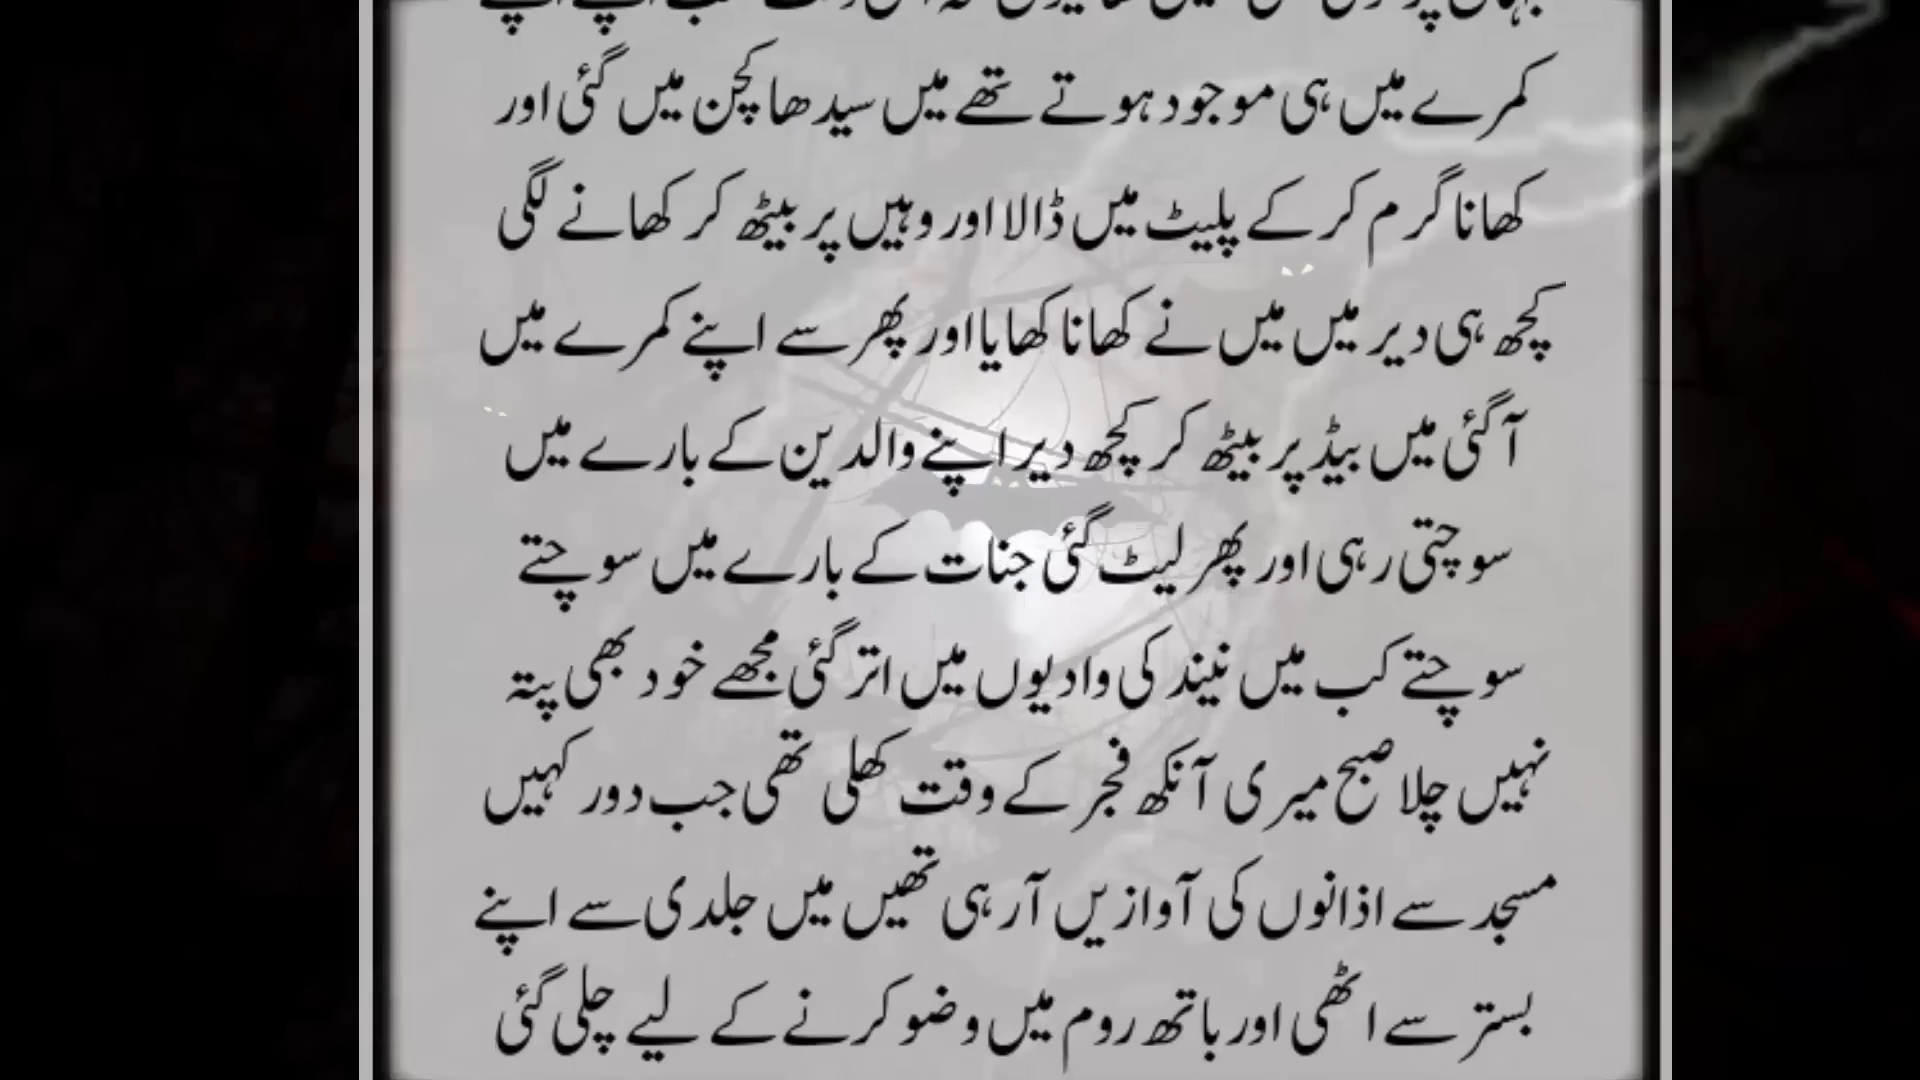 کمرے میں ہی موجود ہوتے تھے میں سیدھا کچن میں گئی اور
کھانا گرم کر کے پلیٹ میں ڈالا اور وہیں پر بیٹھ کر کھانے لگی
کچھ ہی دیر میں میں نے کھانا کھایا اور پھر سے اپنے کمرے میں
آگئی میں بیڈ پر بیٹھ کر کچھ دیر اپنے والدین کے بارے میں
سوچتی رہی اور پھر لیٹ گئی جنات کے بارے میں سوچتے
سوچتے کب میں نیند کی وادیوں میں اتر گئی مجھے خود بھی پتہ
نہیں چلا صبح میری آنکھ فجر کے وقت کھلی تھی جب دور کہیں
مسجد سے اذانوں کی آوازیں آرہی تھیں میں جلدی سے اپنے
بستر سے اٹھی اور باتھ روم میں وضو کرنے کے لیے چلی گئی